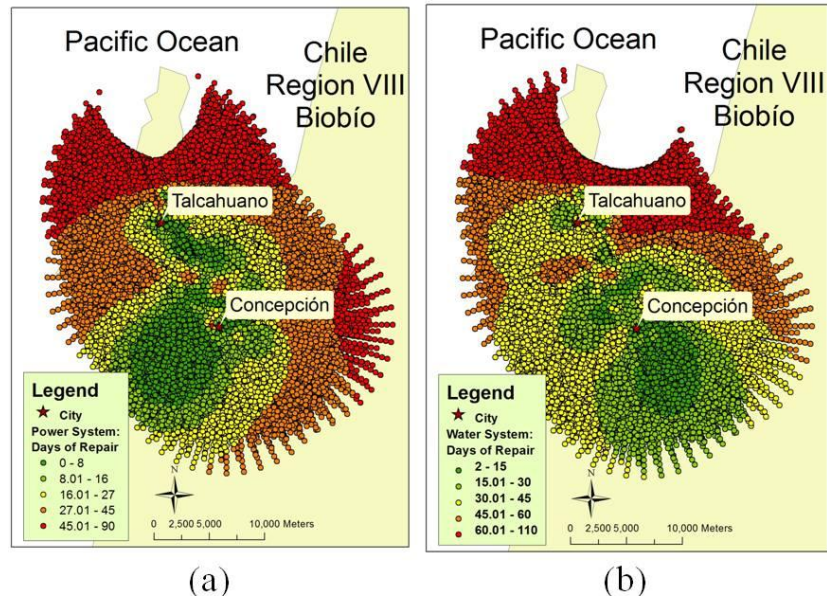 Pacific Ocean
Chile
Region VIII
Biobío
Talcahuano
Concepción
Legend
City
Power System:
Days of Repair
0 - 8
8.01 - 16
16.01 - 27
27.01 - 45
45.01 - 90
N
0 2,500 5,000 10,000 Meters
(a)
Pacific Ocean
Chile
Region VIII
Biobío
Talcahuano
Concepción
Legend
City
Water System:
Days of Repair
2 - 15
15.01 - 30
30.01 - 45
45.01 - 60
60.01 - 110
N
0 2,500 5,000 10,000 Meters
(b)